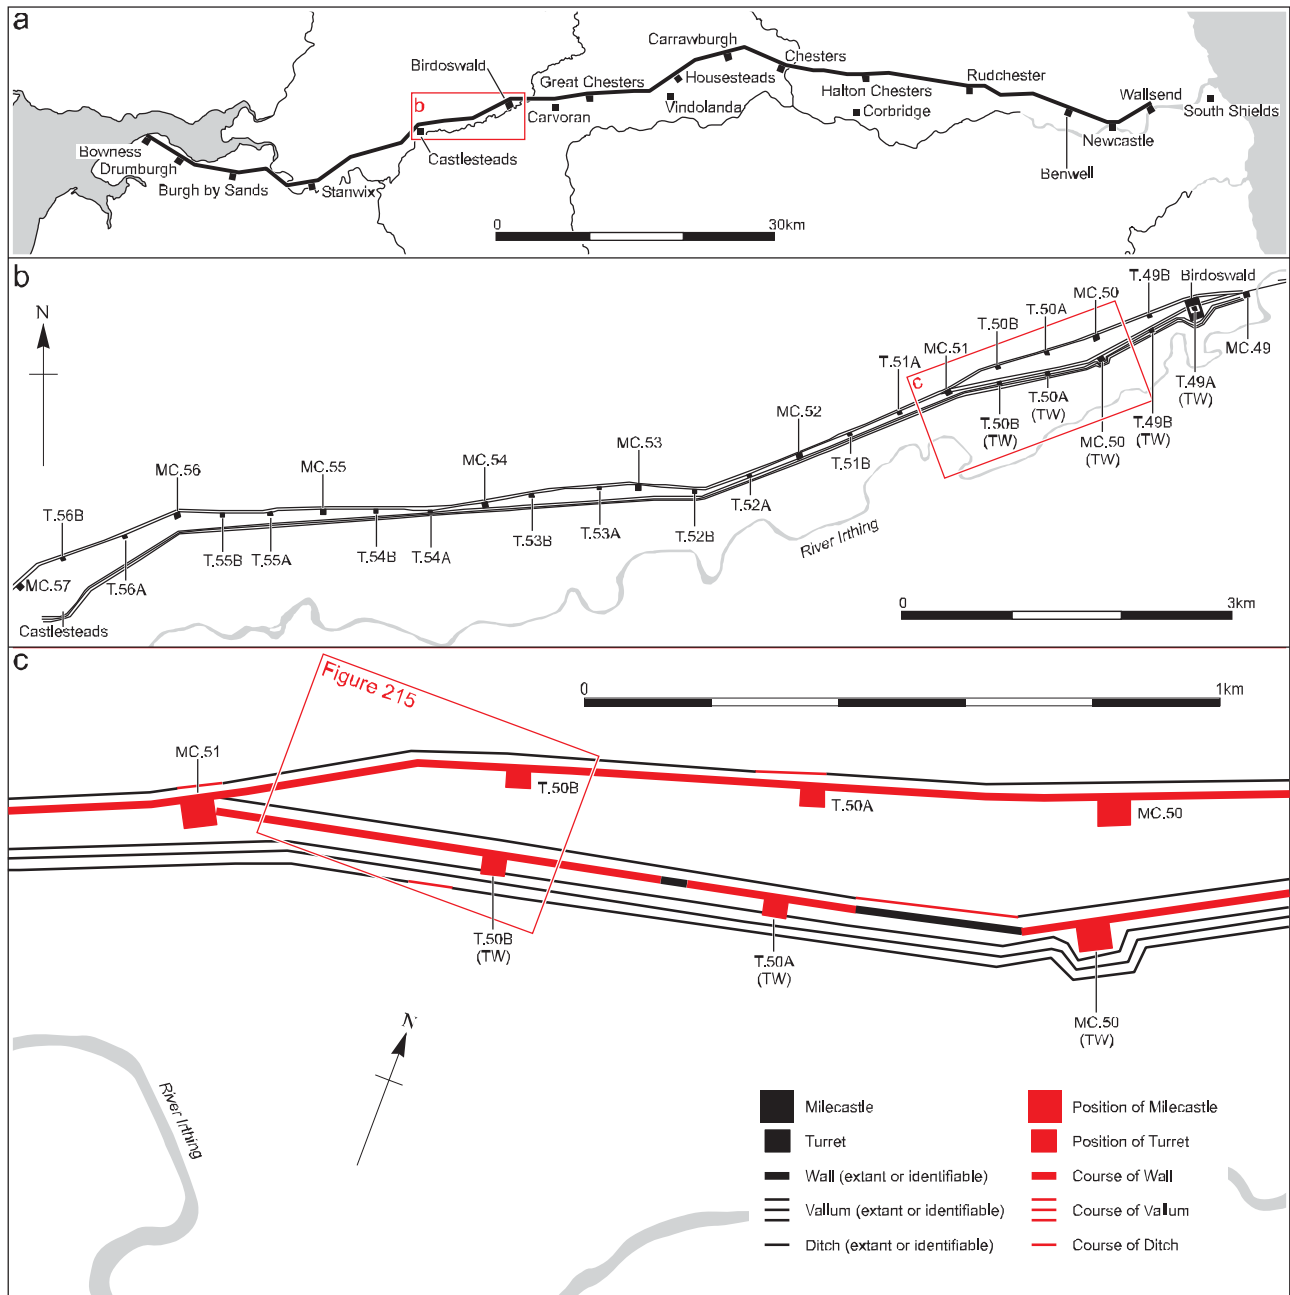 a
Carrawburgh
Chesters
Birdoswald
Great Chesters
Housesteads
Rudchester
b
Halton Chesters
Wallsend
Carvoran
Vindolanda
Corbridge
South Shields
Newcastle
Bowness
Drumburgh
Castlesteads
Burgh by Sands
Stanwix
Benwell
0
30km
b
N
T.49B
Birdoswald
MC.50
T.50A
T.50B
MC.51
T.51A
c
MC.49
T.49A
(TW)
T.50A
(TW)
T.50B
(TW)
T.49B
(TW)
MC.50
(TW)
MC.52
T.51B
MC.53
MC.54
MC.55
MC.56
T.52A
T.56B
T.52B
T.53A
T.53B
T.54A
T.54B
T.55A
T.55B
T.56A
MC.57
River Irthing
Castlesteads
0
3km
c
Figure 215
0
1km
MC.51
T.50B
T.50A
MC.50
T.50B
(TW)
T.50A
(TW)
MC.50
(TW)
N
River Irthing
Milecastle
Turret
Wall (extant or identifiable)
Vallum (extant or identifiable)
Ditch (extant or identifiable)
Position of Milecastle
Position of Turret
Course of Wall
Course of Vallum
Course of Ditch